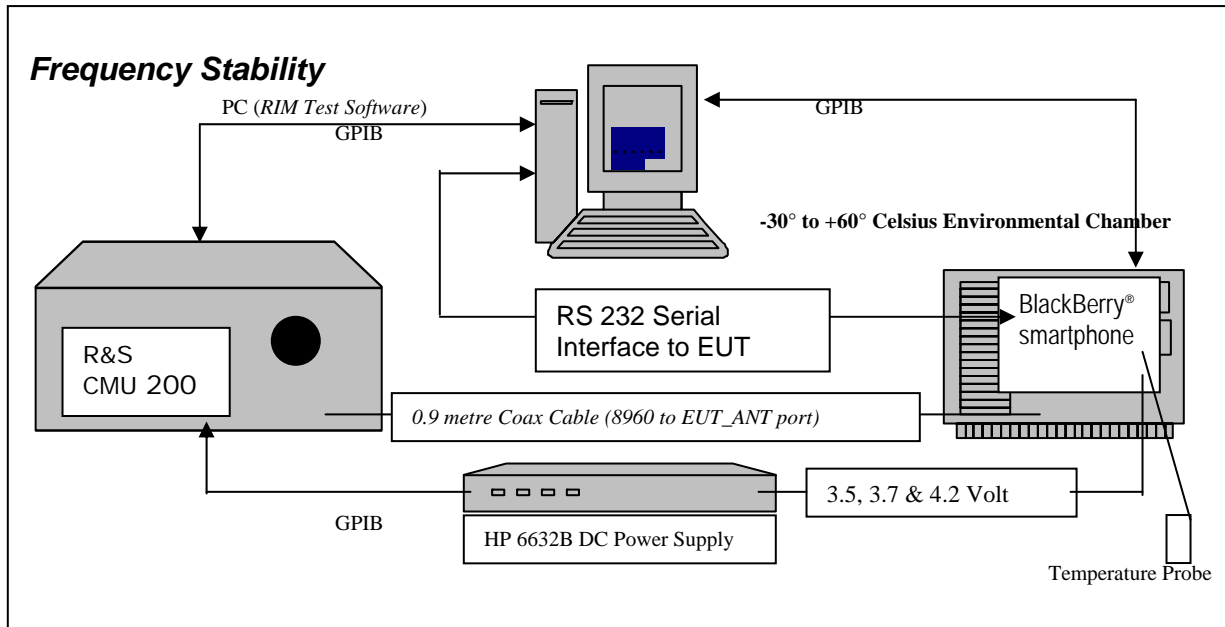 Frequency Stability
PC (RIM Test Software)
GPIB
GPIB
-30° to +60° Celsius Environmental Chamber
RS 232 Serial
Interface to EUT
BlackBerry®
smartphone
R&S
CMU 200
0.9 metre Coax Cable (8960 to EUT_ANT port)
3.5, 3.7 & 4.2 Volt
GPIB
HP 6632B DC Power Supply
Temperature Probe